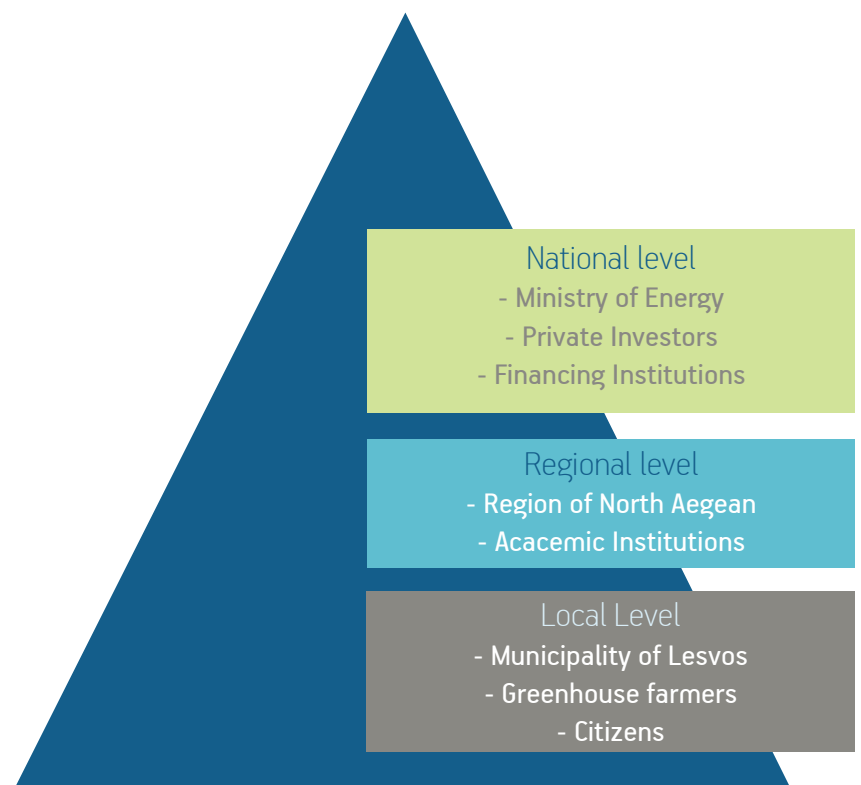 National level
- Ministry of Energy
- Private Investors
- Financing Institutions
Regional level
- Region of North Aegean
- Acacemic Institutions
Local Level
- Municipality of Lesvos
- Greenhouse farmers
- Citizens